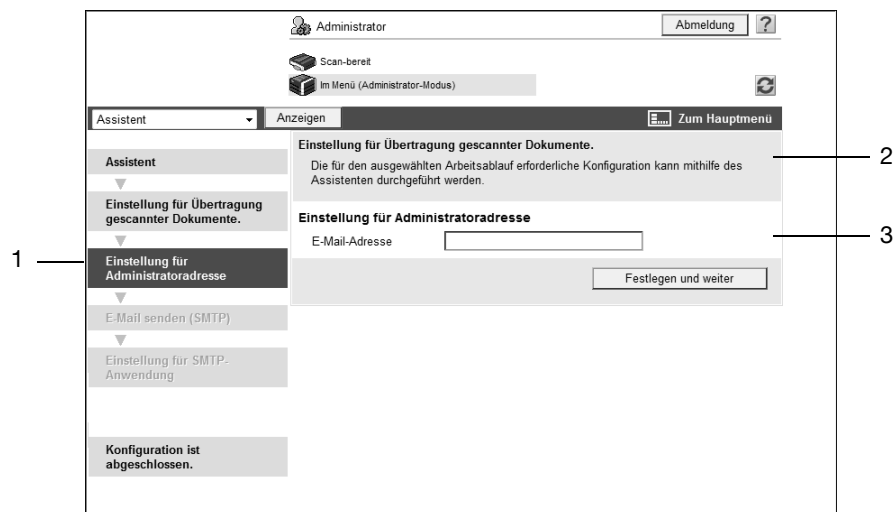 Administrator
Abmeldung
?
Scan-bereit
Im Menü (Administrator-Modus)
Assistent
Anzeigen
Zum Hauptmenü
Assistent
Einstellung für Übertragung
gescannter Dokumente.
Einstellung für
Administratoradresse
E-Mail senden (SMTP)
Einstellung für SMTP-
Anwendung
Konfiguration ist
abgeschlossen.
Einstellung für Übertragung gescannter Dokumente.
Die für den ausgewählten Arbeitsablauf erforderliche Konfiguration kann mithilfe des
Assistenten durchgeführt werden.
Einstellung für Administratoradresse
E-Mail-Adresse
Festlegen und weiter
1
2
3